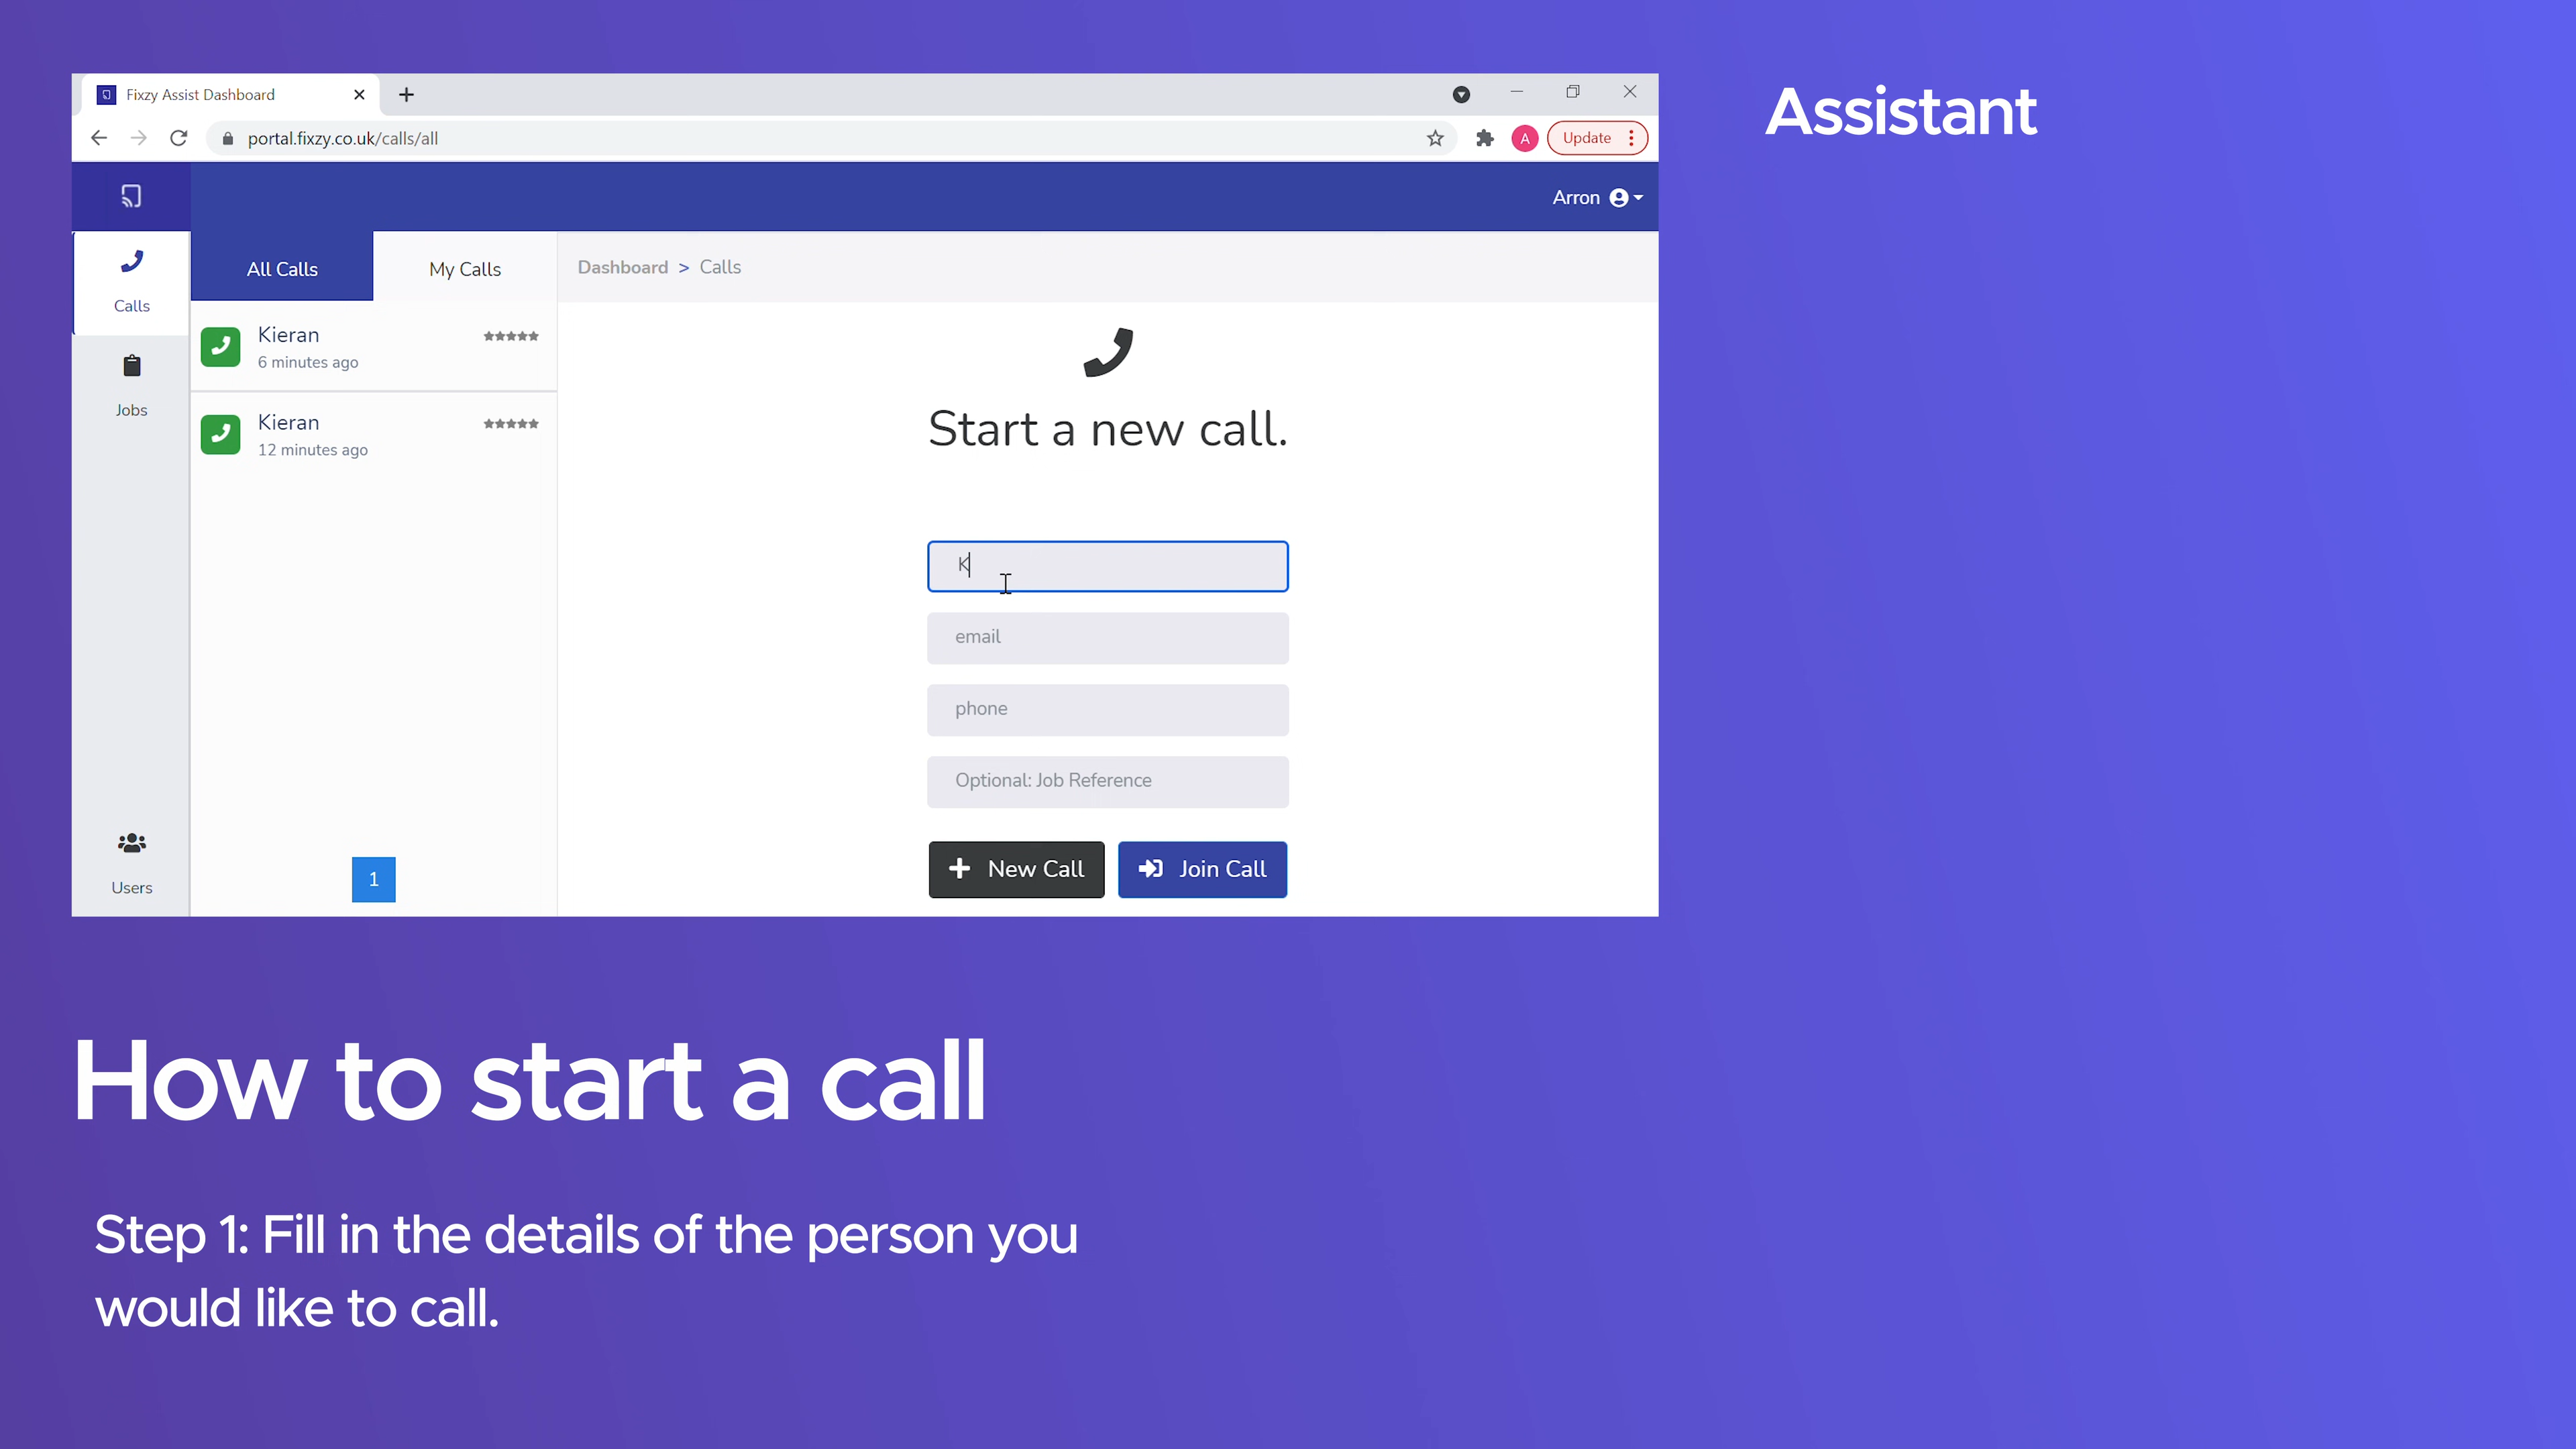 Fixzy Assist Dashboard
portal.fixzy.co.uk/calls/all
A
Update
Arron
Calls
Jobs
Users
All Calls
My Calls
Kieran
6 minutes ago
Kieran
12 minutes ago
1
Dashboard > Calls
Start a new call.
K
email
phone
Optional: Job Reference
New Call
Join Call
Assistant
How to start a call
Step 1: Fill in the details of the person you
would like to call.